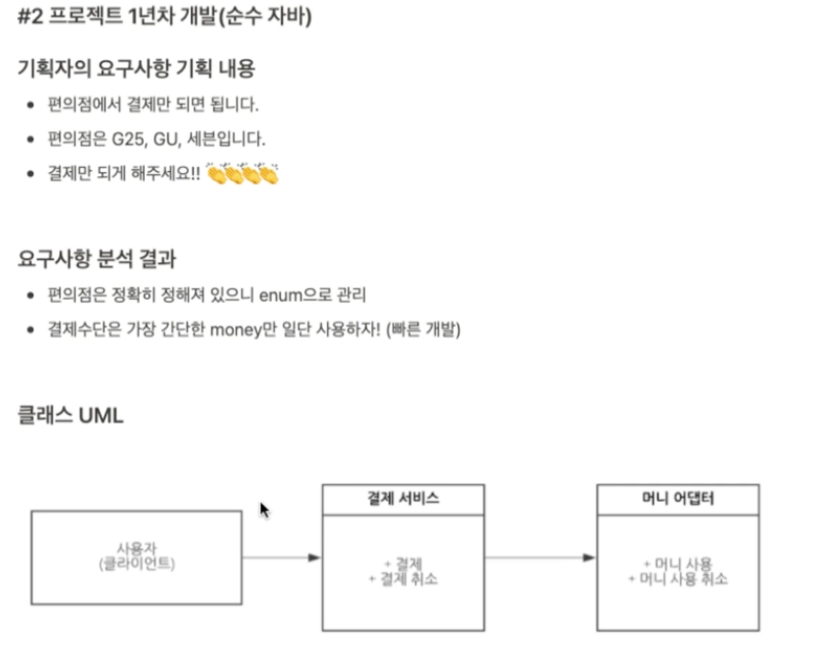 #2 프로젝트 1년차 개발(순수 자바)
기획자의 요구사항 기획 내용
• 편의점에서 결제만 되면 됩니다.
• 편의점은 G25, GU, 세븐입니다.
• 결제만 되게 해주세요!! 👏👏👏👏
요구사항 분석 결과
• 편의점은 정확히 정해져 있으니 enum으로 관리
• 결제수단은 가장 간단한 money만 일단 사용하자! (빠른 개발)
클래스 UML
사용자
(클라이언트)
결제 서비스
+ 결제
+ 결제 취소
머니 어댑터
+ 머니 사용
+ 머니 사용 취소